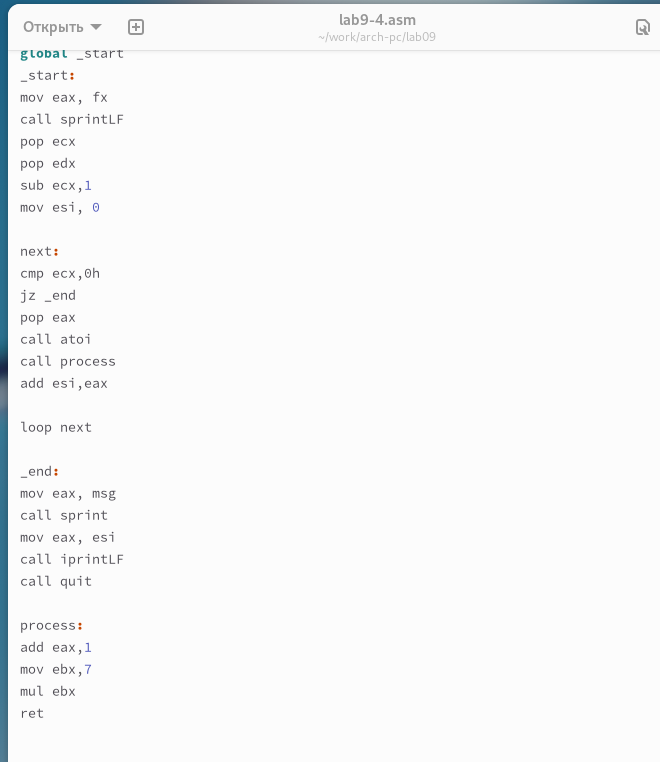 Открыть
lab9-4.asm
~/work/arch-pc/lab09
global _start
_start:
mov eax, fx
call sprintLF
pop ecx
pop edx
sub ecx,1
mov esi, 0
next:
cmp ecx,0h
jz _end
pop eax
call atoi
call process
add esi,eax
loop next
_end:
mov eax, msg
call sprint
mov eax, esi
call iprintLF
call quit
process:
add eax,1
mov ebx,7
mul ebx
ret